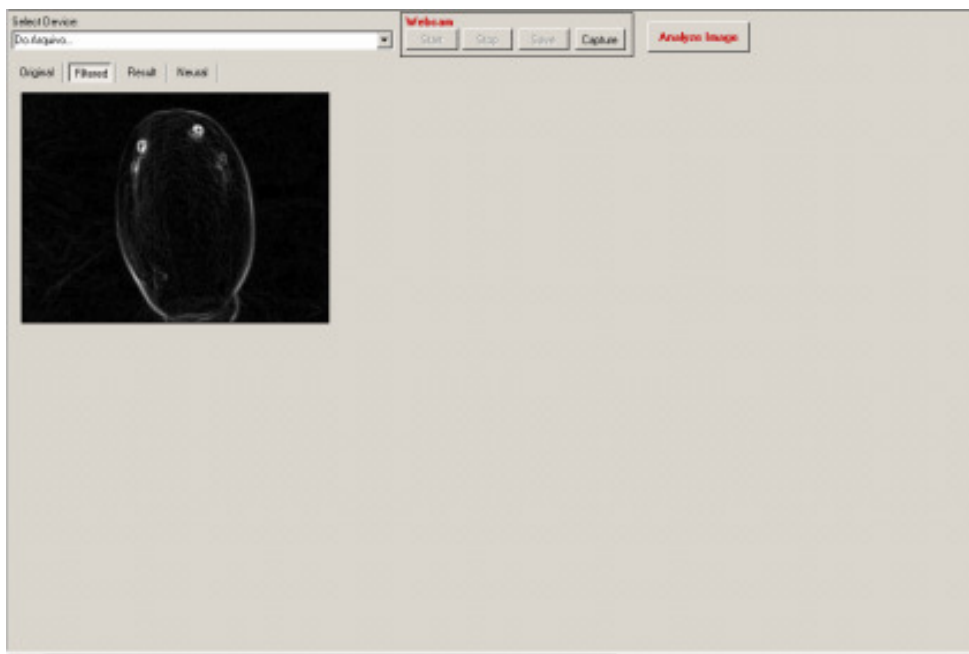 Select Device:
Do Arquivo...
Webcam
Start Stop Save Capture
Analyze Image
Original Filtered Result Neural